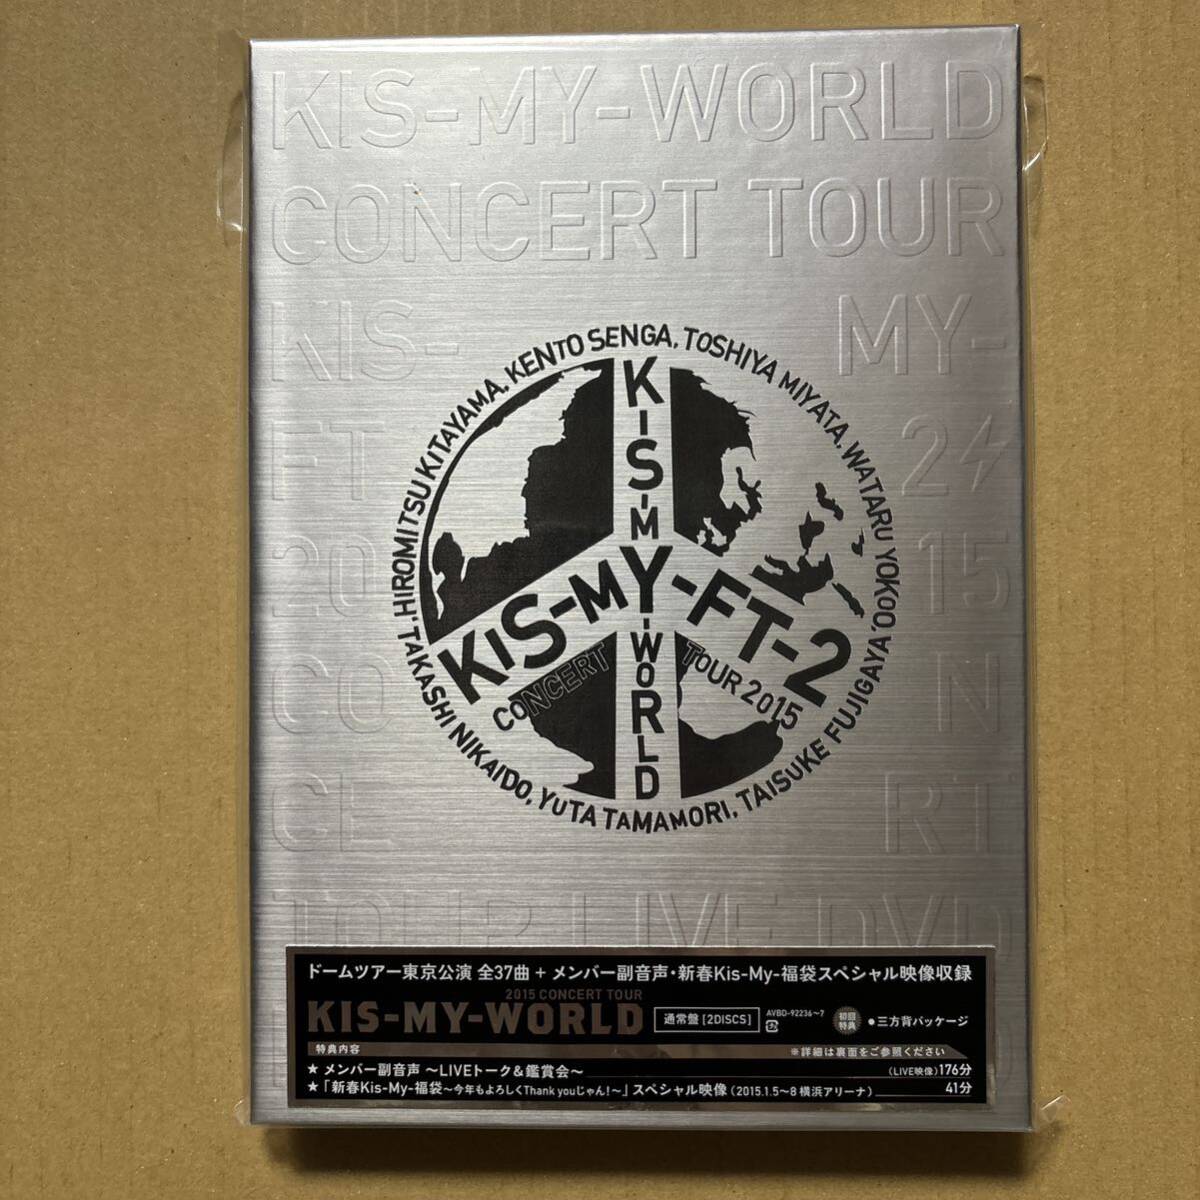 KIS-MY-WORLD
CONCERT TOUR
KIS- MY-
FT 2
20 15
CO N
CE RT
TOUR LIVE DVD
T.HIROMITSU KITAYAMA, KENTO SENGA, TOSHIYA MIYATA, WATARU YOKOO,
TAKASHI NIKAIDO, YUTA TAMAMORI, TAISUKE FUJIGAYA,
KIS-MY-WORLD
KIS-MY-FT-2
CONCERT TOUR 2015
ドームツアー東京公演 全37曲 + メンバー副音声・新春Kis-My-福袋スペシャル映像収録
2015 CONCERT TOUR
KIS-MY-WORLD 通常盤 [2DISCS] AVBD-92236~7 初回特典 ●三方背パッケージ
特典内容 ※詳細は裏面をご参照ください
★ メンバー副音声 ～LIVEトーク&鑑賞会～ (LIVE映像)176分
★「新春Kis-My-福袋～今年もよろしくThank youじゃん!～」スペシャル映像 (2015.1.5~8 横浜アリーナ) 41分